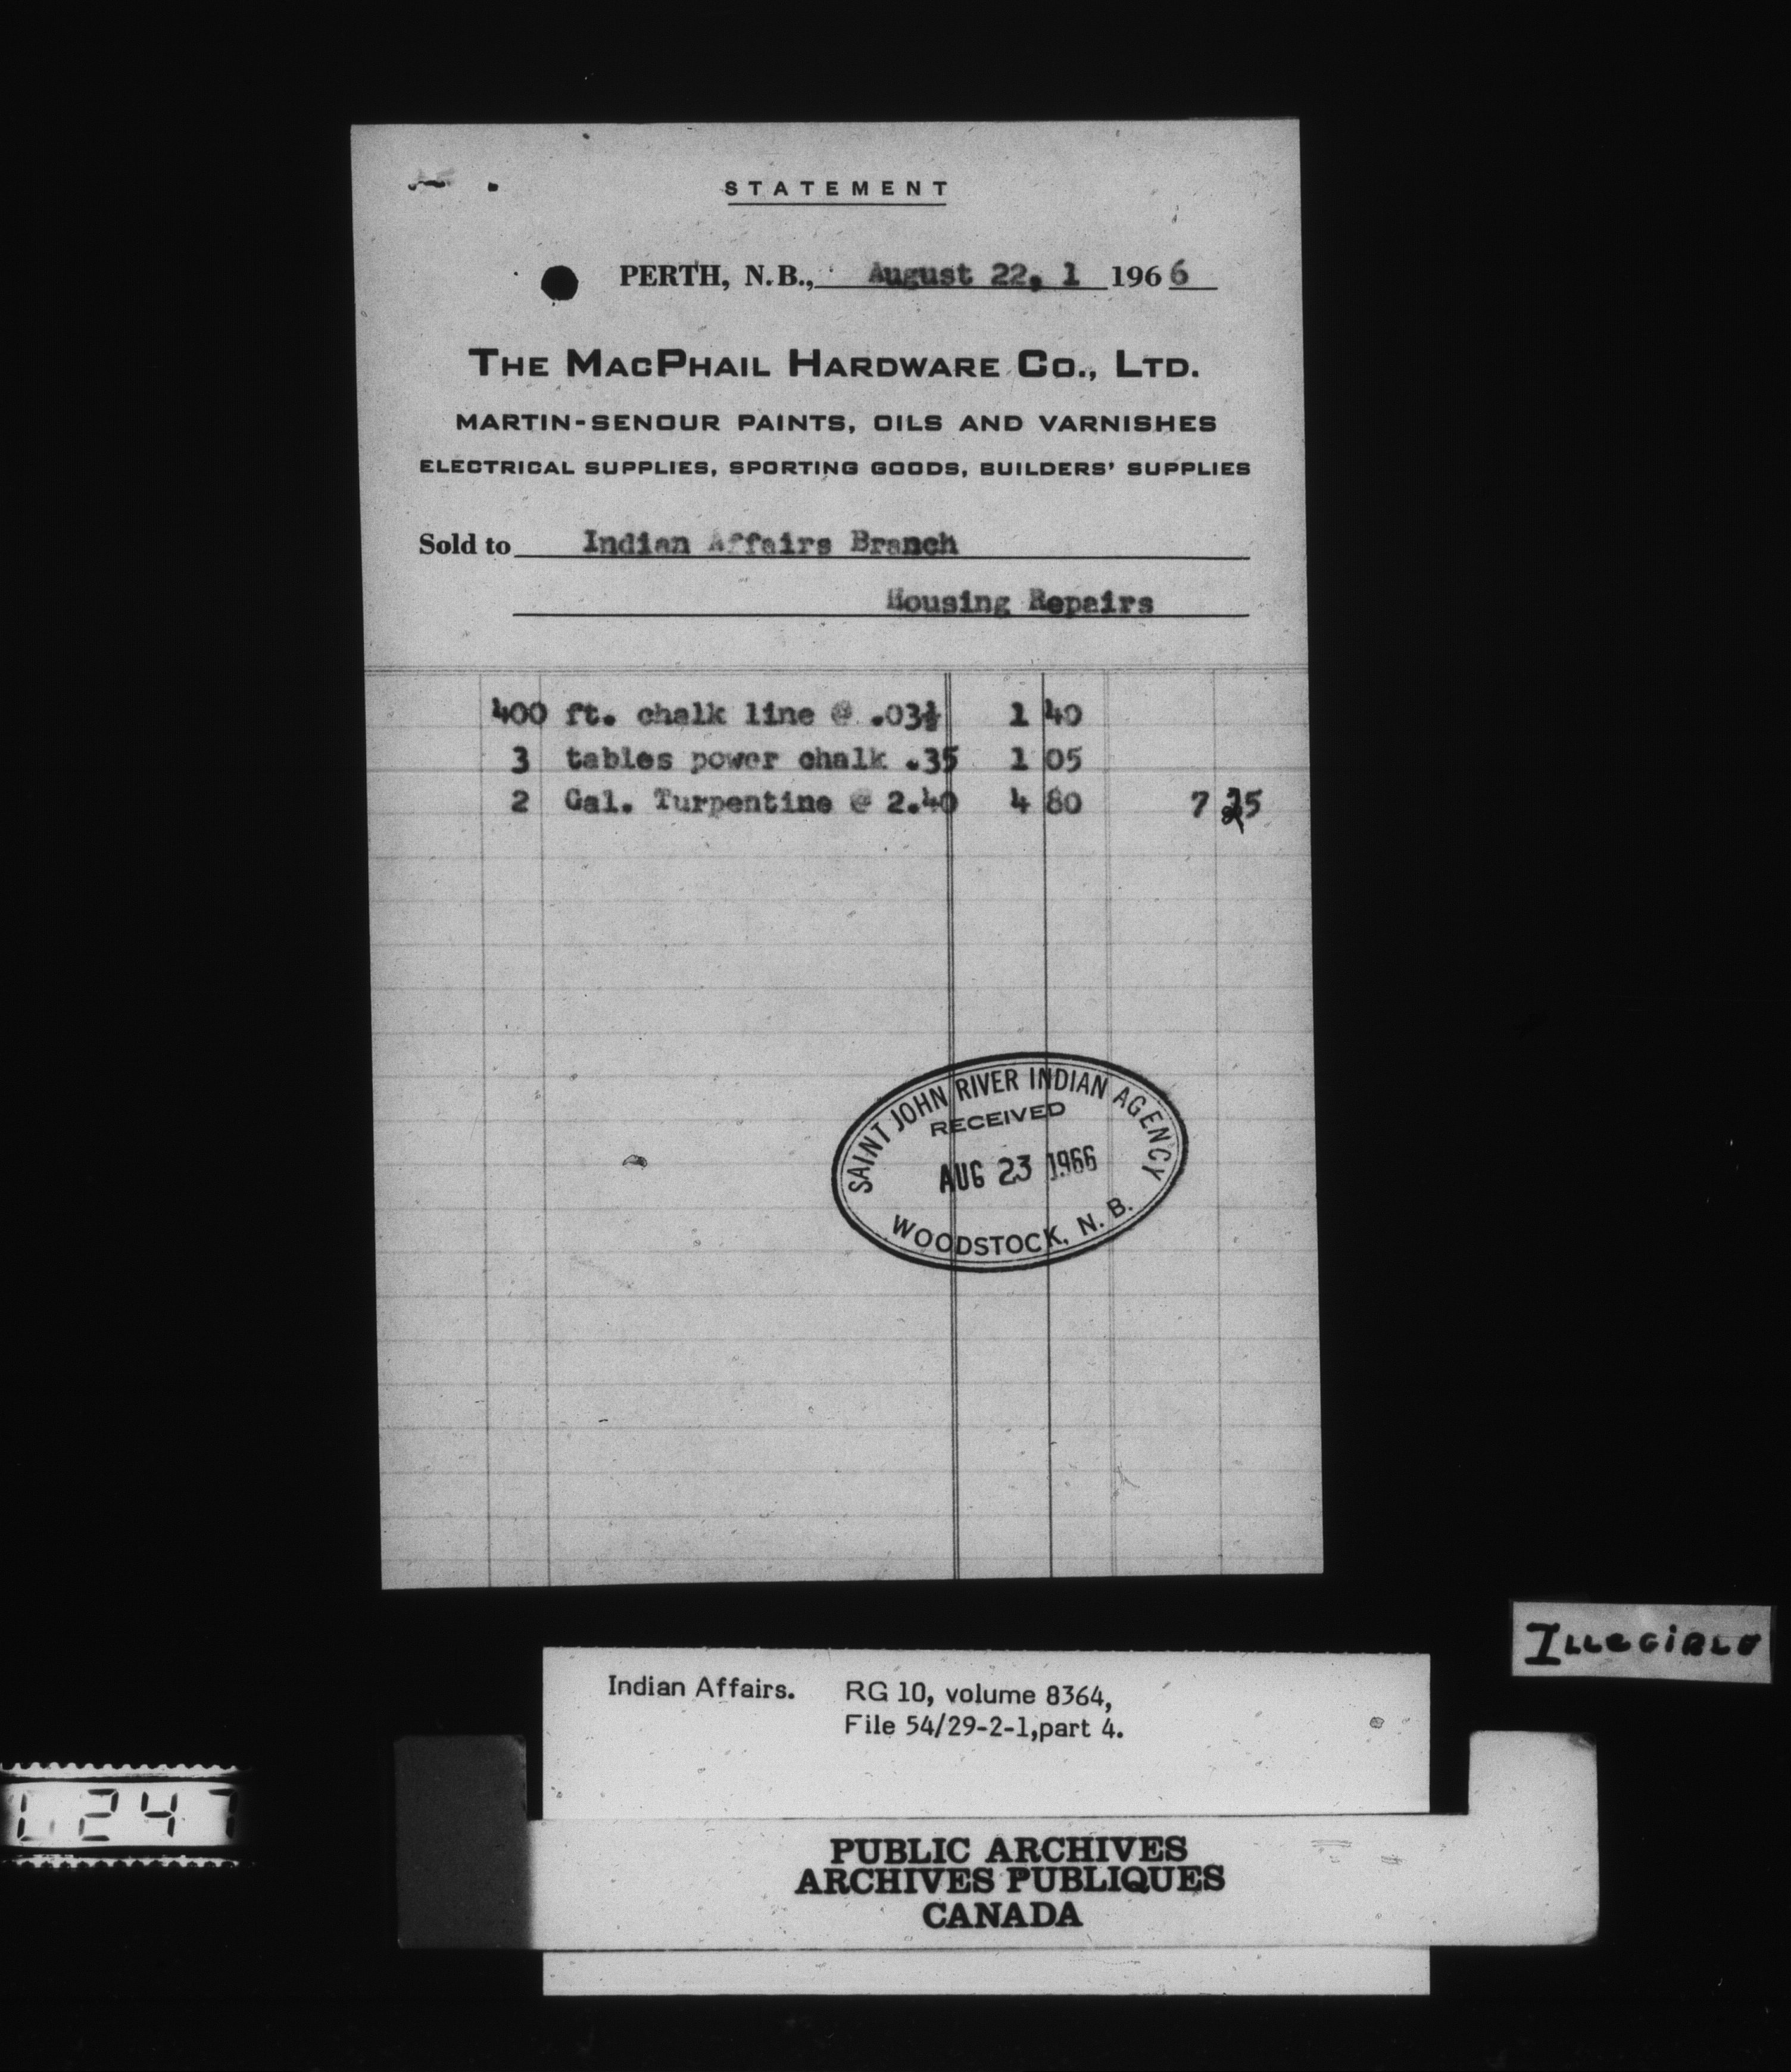 STATEMENT
PERTH, N.B., August 22, 1 1966
THE MACPHAIL HARDWARE CO., LTD.
MARTIN-SENOUR PAINTS, OILS AND VARNISHES
ELECTRICAL SUPPLIES, SPORTING GOODS, BUILDERS' SUPPLIES
Sold to Indian Affairs Branch
Housing Repairs
400 ft. chalk line @ .03½ 1 40
3 tables power chalk .35 1 05
2 Gal. Turpentine @ 2.40 4 80 7 25
SAINT JOHN RIVER INDIAN AGENCY
RECEIVED
AUG 23 1966
WOODSTOCK, N. B.
ILLEGIBLE
Indian Affairs. RG 10, volume 8364,
File 54/29-2-1,part 4.
PUBLIC ARCHIVES
ARCHIVES PUBLIQUES
CANADA